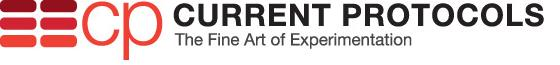 cp CURRENT PROTOCOLS
The Fine Art of Experimentation